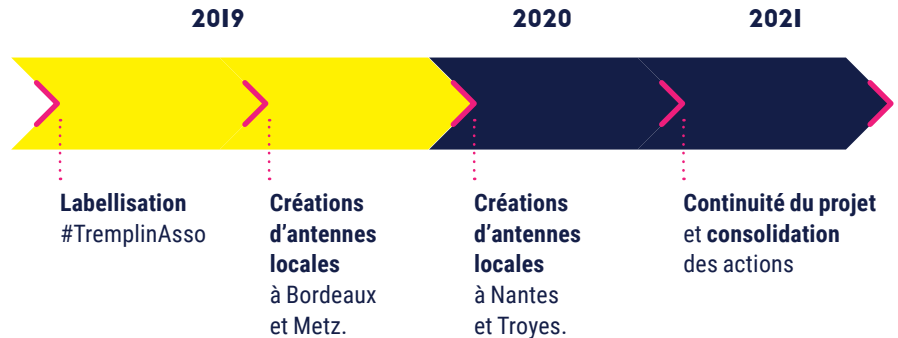 2019
2020
2021
Labellisation
#TremplinAsso
Créations
d’antennes
locales
à Bordeaux
et Metz.
Créations
d’antennes
locales
à Nantes
et Troyes.
Continuité du projet
et consolidation
des actions